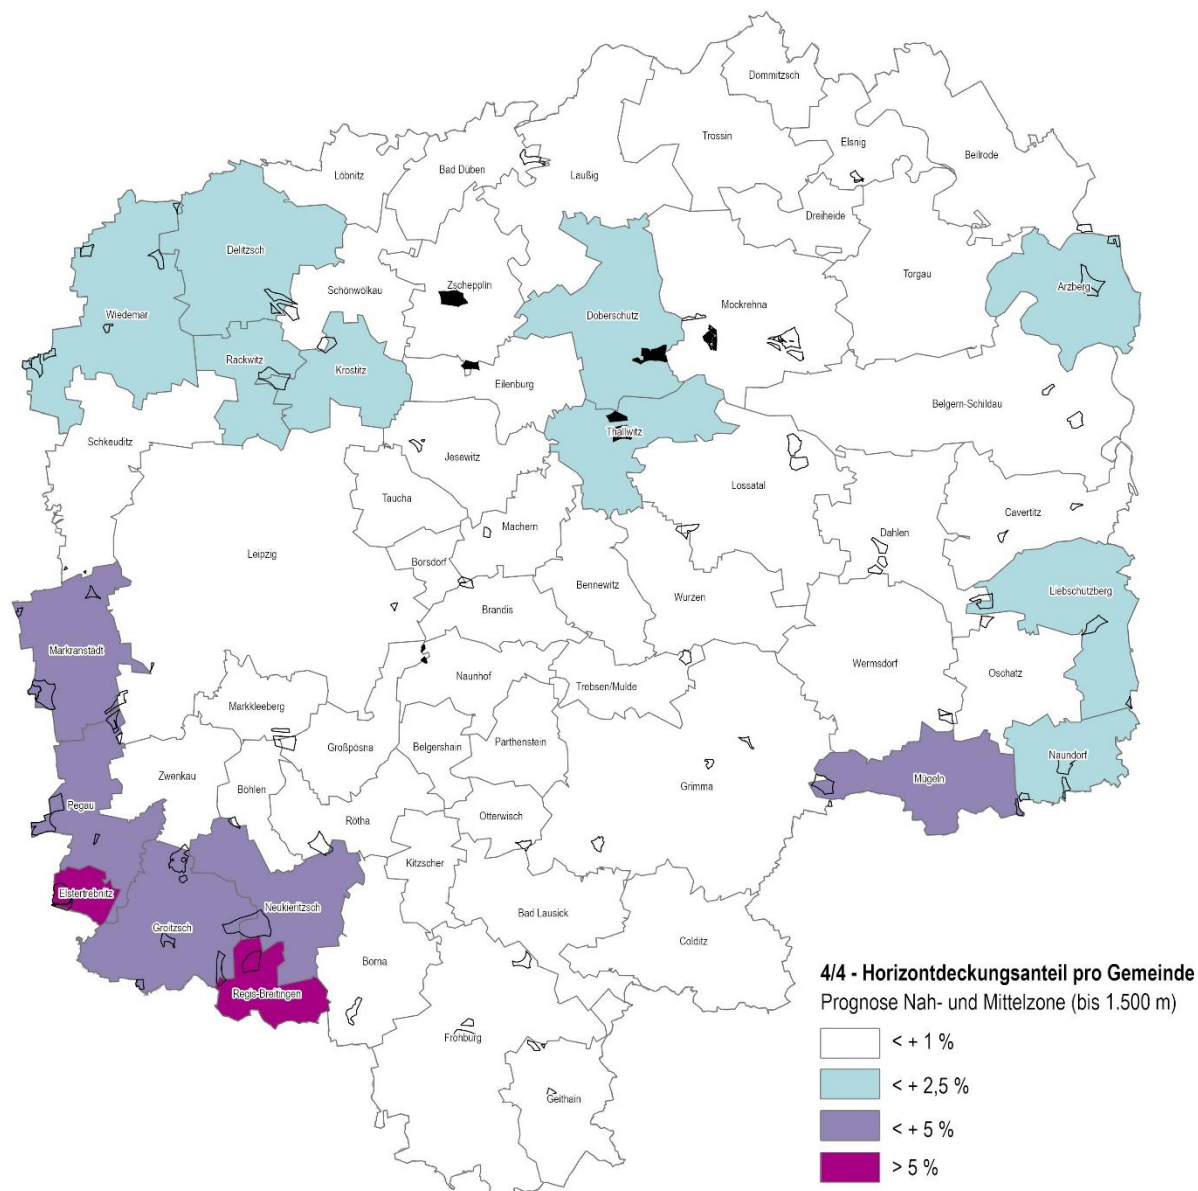 Dommitzsch
Trossin
Elsnig
Beilrode
Löbnitz
Bad Düben
Laußig
Dreiheide
Delitzsch
Torgau
Schönwölkau
Zschepplin
Arzberg
Mockrehna
Wiedemar
Doberschütz
Rackwitz
Krostitz
Eilenburg
Belgern-Schildau
Thallwitz
Schkeuditz
Jesewitz
Lossatal
Taucha
Cavertitz
Machern
Dahlen
Leipzig
Borsdorf
Bennewitz
Liebschützberg
Wurzen
Brandis
Markranstädt
Wermsdorf
Naunhof
Oschatz
Trebsen/Mulde
Markkleeberg
Großpösna
Belgershain
Parthenstein
Naundorf
Zwenkau
Mügeln
Böhlen
Grimma
Pegau
Rötha
Otterwisch
Kitzscher
Elstertrebnitz
Neukieritzsch
Bad Lausick
Groitzsch
Colditz
Borna
Regis-Breitingen
Frohburg
Geithain
4/4 - Horizontdeckungsanteil pro Gemeinde
Prognose Nah- und Mittelzone (bis 1.500 m)
< + 1 %
< + 2,5 %
< + 5 %
> 5 %